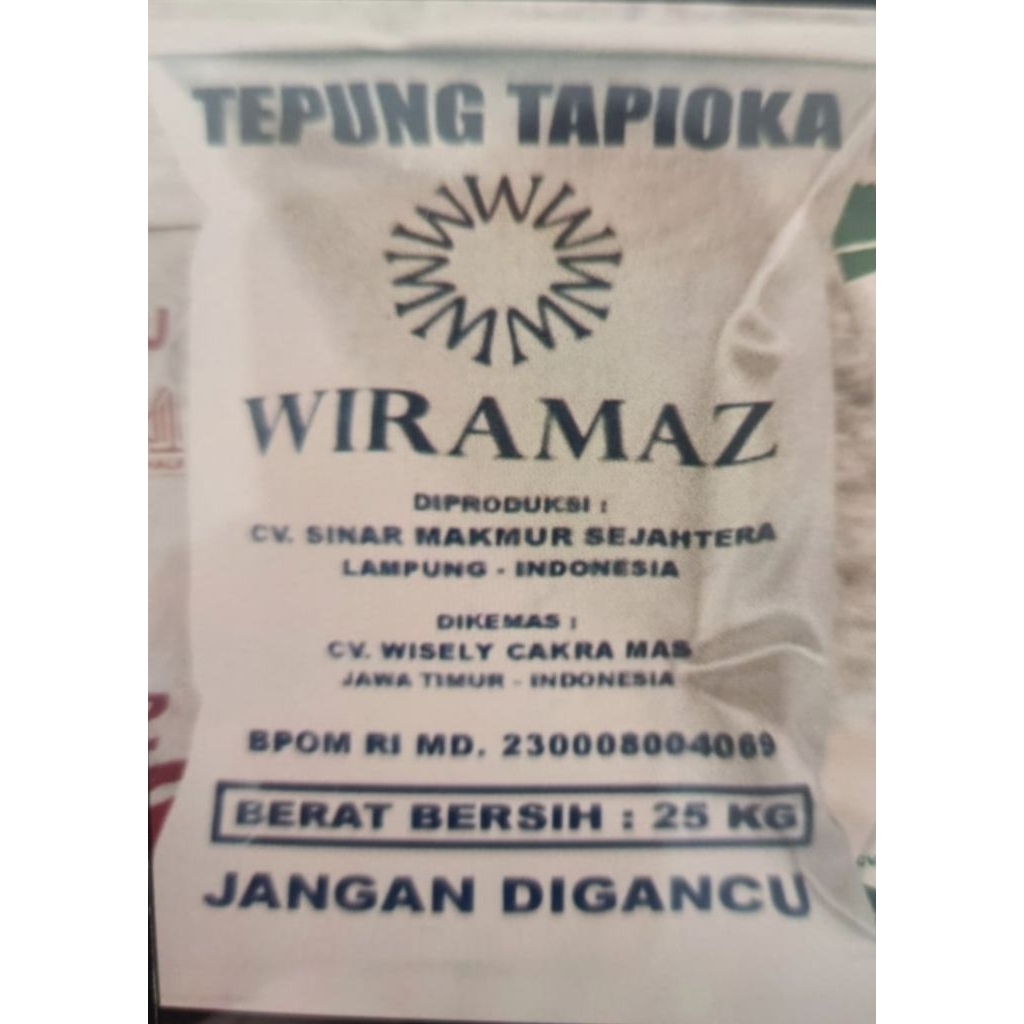 TEPUNG TAPIOKA
WIRAMAZ
DIPRODUKSI :
CV. SINAR MAKMUR SEJAHTERA
LAMPUNG - INDONESIA
DIKEMAS :
CV. WISELY CAKRA MAS
JAWA TIMUR - INDONESIA
BPOM RI MD. 230008004069
BERAT BERSIH : 25 KG
JANGAN DIGANCU